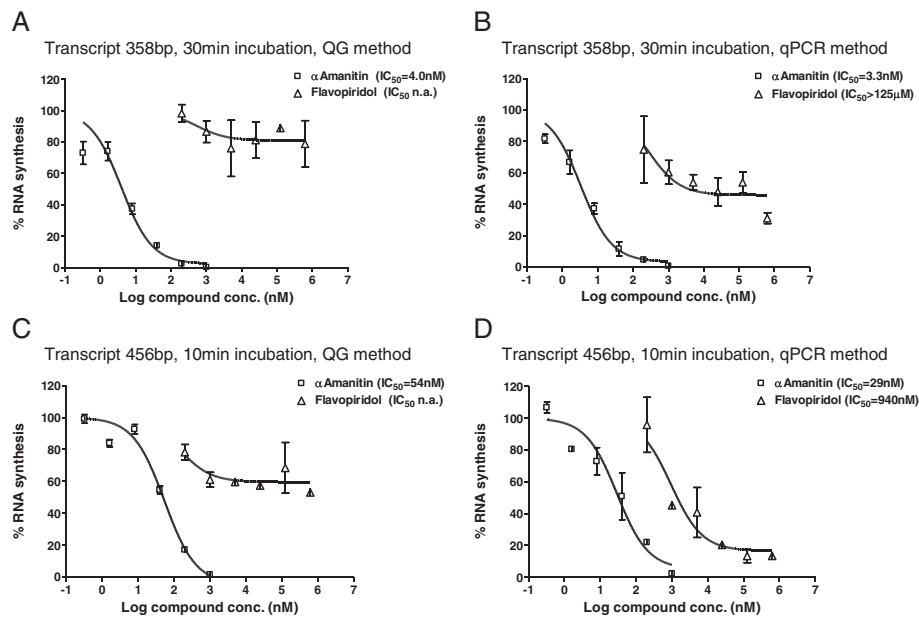 A
Transcript 358bp, 30min incubation, QG method
α Amanitin (IC50=4.0nM)
Flavopiridol (IC50 n.a.)
% RNA synthesis
120
100
80
60
40
20
0
-1 0 1 2 3 4 5 6 7
Log compound conc. (nM)
B
Transcript 358bp, 30min incubation, qPCR method
α Amanitin (IC50=3.3nM)
Flavopiridol (IC50>125μM)
% RNA synthesis
120
100
80
60
40
20
0
-1 0 1 2 3 4 5 6 7
Log compound conc. (nM)
C
Transcript 456bp, 10min incubation, QG method
α Amanitin (IC50=54nM)
Flavopiridol (IC50 n.a.)
% RNA synthesis
120
100
80
60
40
20
0
-1 0 1 2 3 4 5 6 7
Log compound conc. (nM)
D
Transcript 456bp, 10min incubation, qPCR method
α Amanitin (IC50=29nM)
Flavopiridol (IC50=940nM)
% RNA synthesis
120
100
80
60
40
20
0
-1 0 1 2 3 4 5 6 7
Log compound conc. (nM)